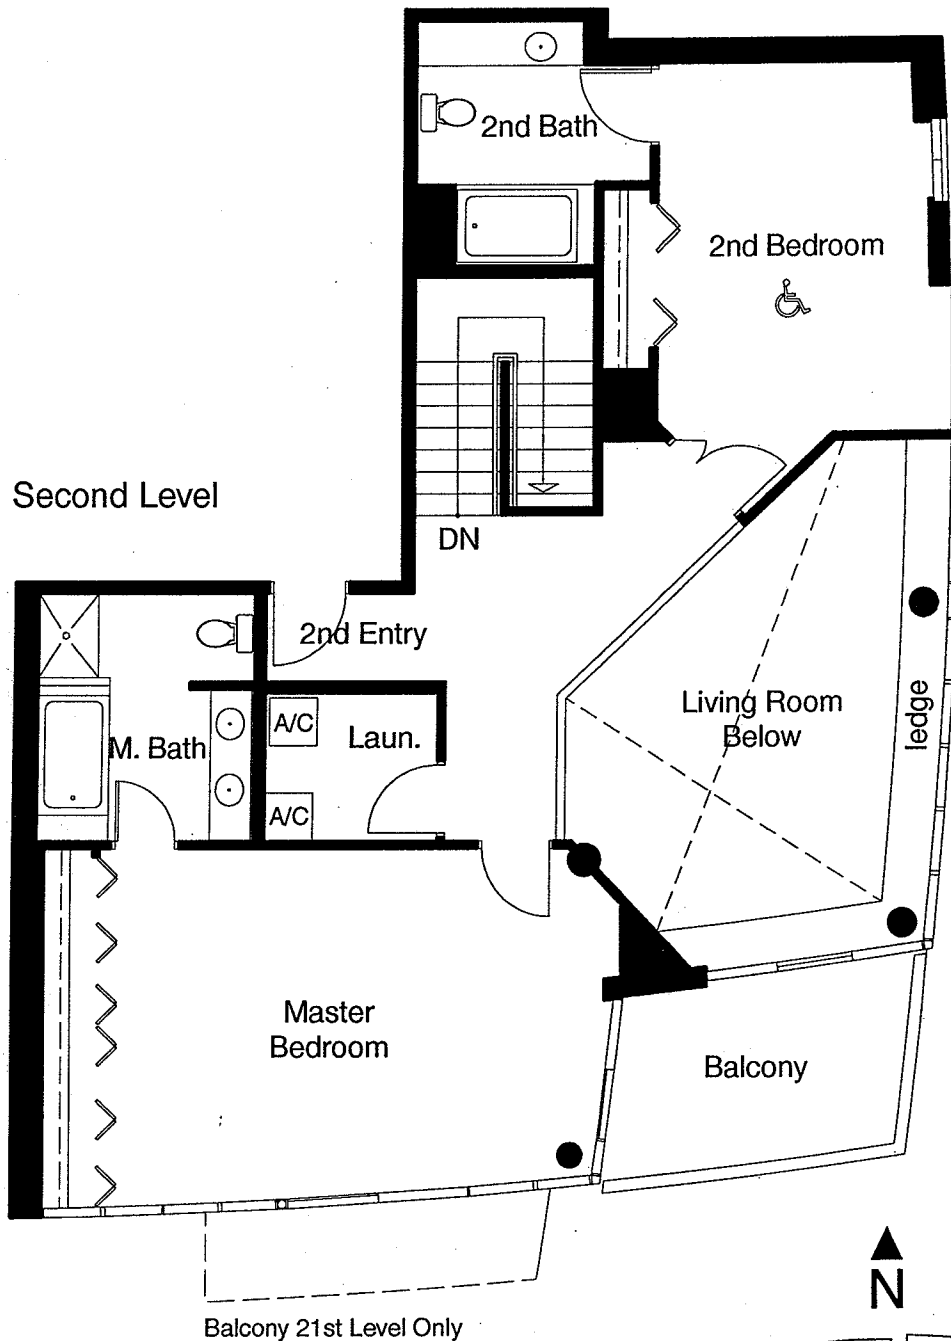 2nd Bath
2nd Bedroom
Second Level
DN
2nd Entry
A/C
Laun.
M. Bath
A/C
Living Room
Below
ledge
Master
Bedroom
Balcony
N
Balcony 21st Level Only